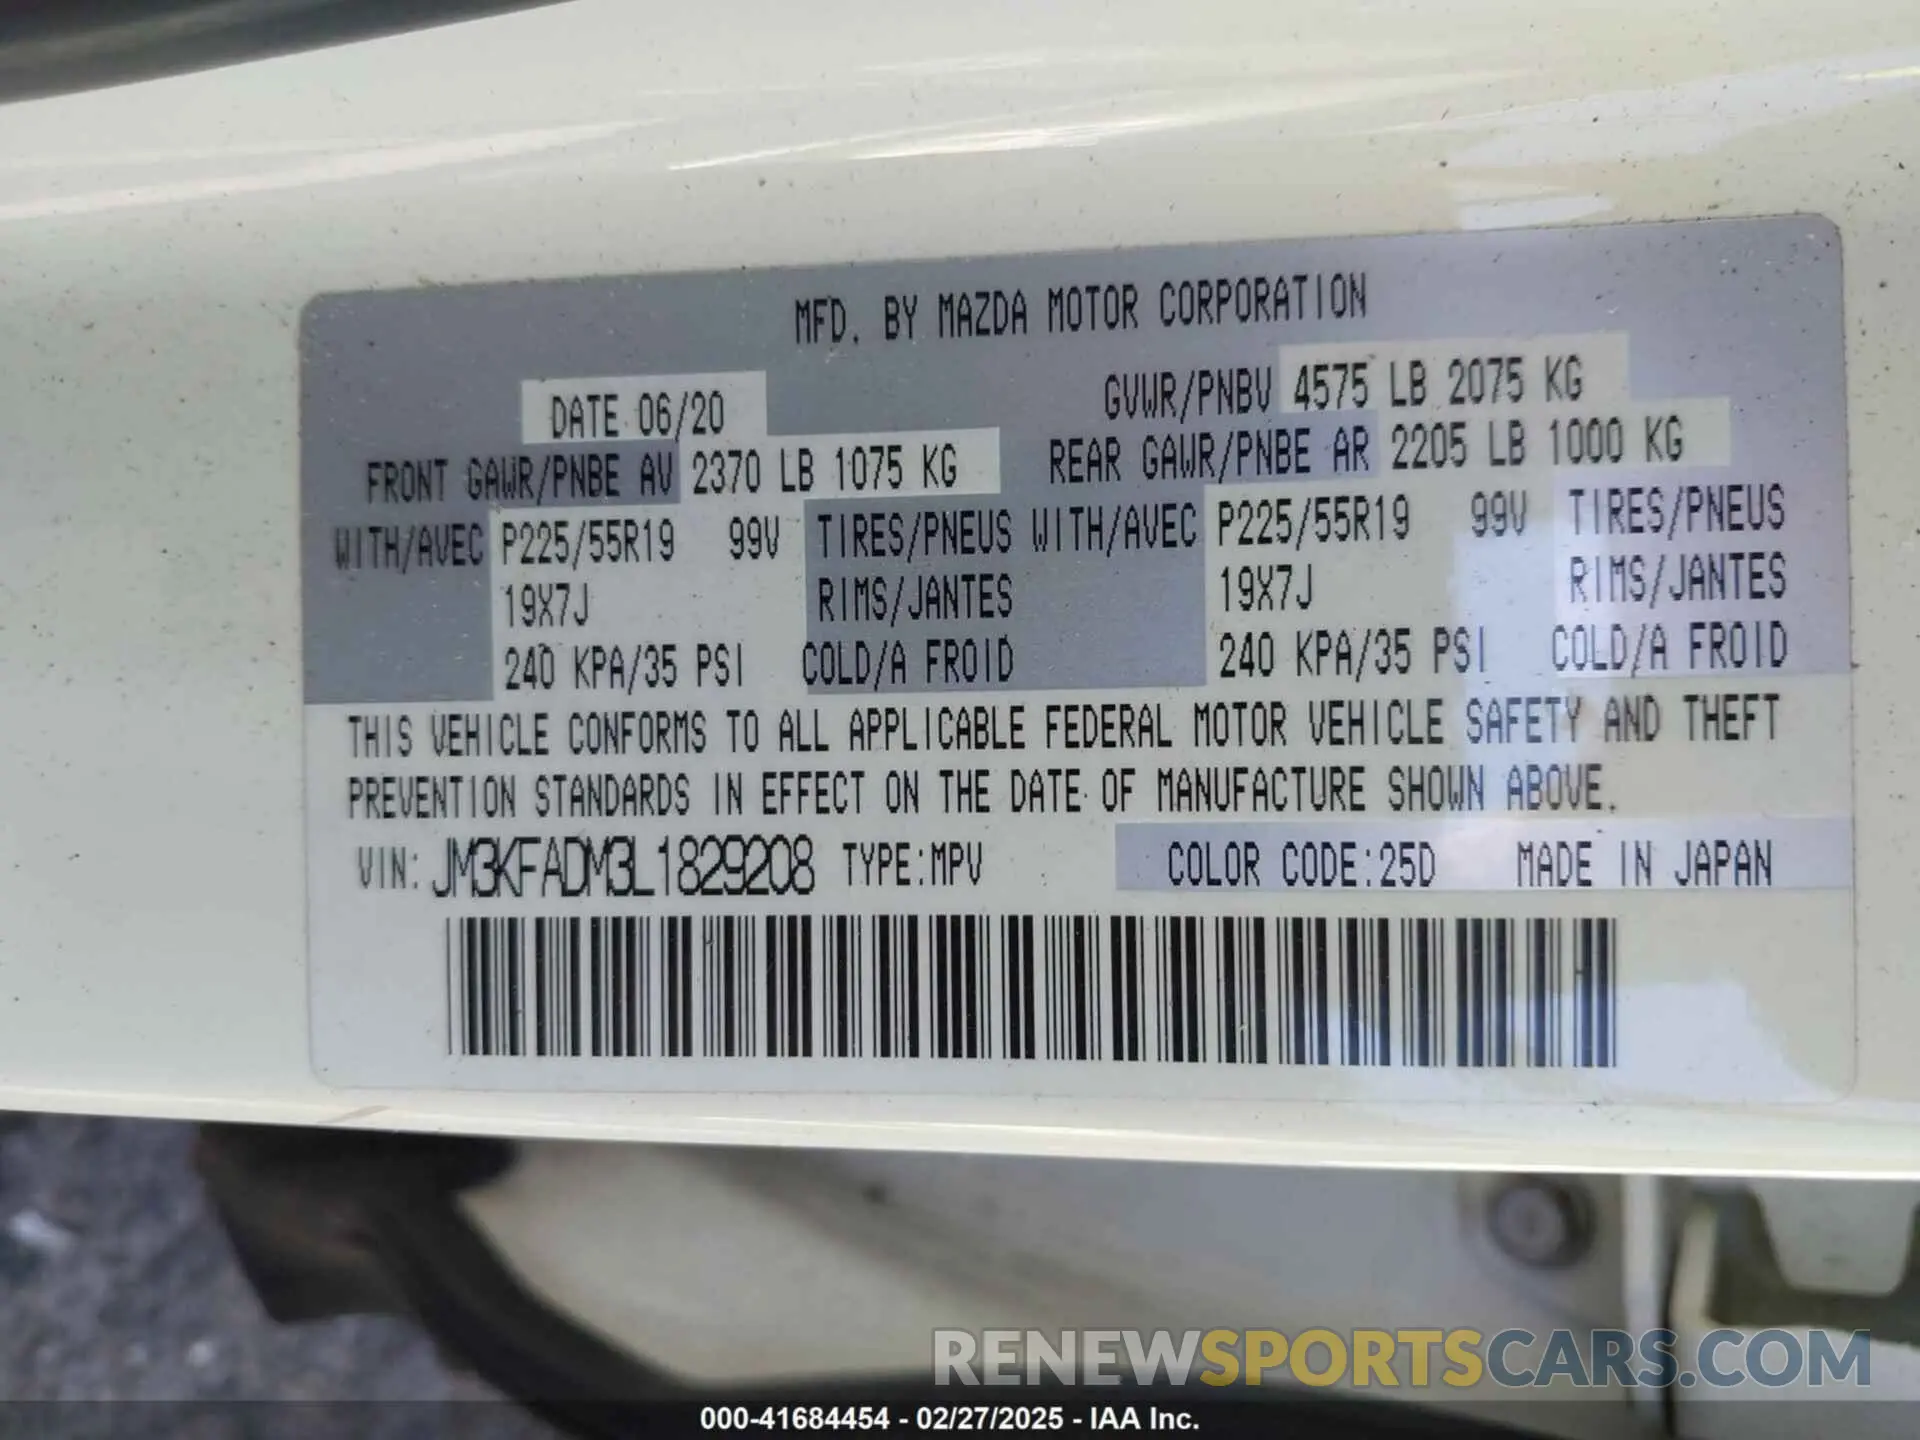 MFD. BY MAZDA MOTOR CORPORATION
DATE 06/20 GVWR/PNBV 4575 LB 2075 KG
FRONT GAWR/PNBE AV 2370 LB 1075 KG REAR GAWR/PNBE AR 2205 LB 1000 KG
WITH/AVEC P225/55R19 99V TIRES/PNEUS WITH/AVEC P225/55R19 99V TIRES/PNEUS
19X7J RIMS/JANTES 19X7J RIMS/JANTES
240 KPA/35 PSI COLD/A FROID 240 KPA/35 PSI COLD/A FROID
THIS VEHICLE CONFORMS TO ALL APPLICABLE FEDERAL MOTOR VEHICLE SAFETY AND THEFT
PREVENTION STANDARDS IN EFFECT ON THE DATE OF MANUFACTURE SHOWN ABOVE.
VIN: JM3KFADM3L1829208 TYPE:MPV COLOR CODE:25D MADE IN JAPAN
RENEWSPORTSCARS.COM
000-41684454 - 02/27/2025 - IAA Inc.